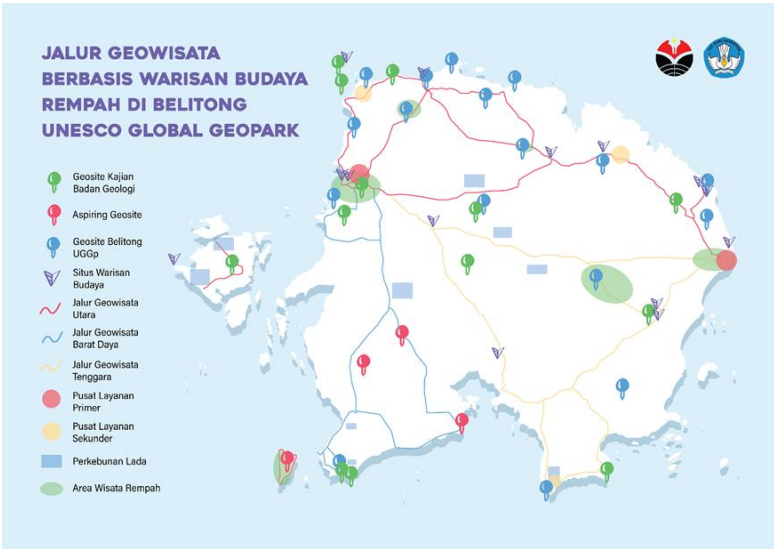 JALUR GEOWISATA
BERBASIS WARISAN BUDAYA
REMPAH DI BELITONG
UNESCO GLOBAL GEOPARK
Geosite Kajian
Badan Geologi
Aspiring Geosite
Geosite Belitong
UGGp
Situs Warisan
Budaya
Jalur Geowisata
Utara
Jalur Geowisata
Barat Daya
Jalur Geowisata
Tenggara
Pusat Layanan
Primer
Pusat Layanan
Sekunder
Perkebunan Lada
Area Wisata Rempah